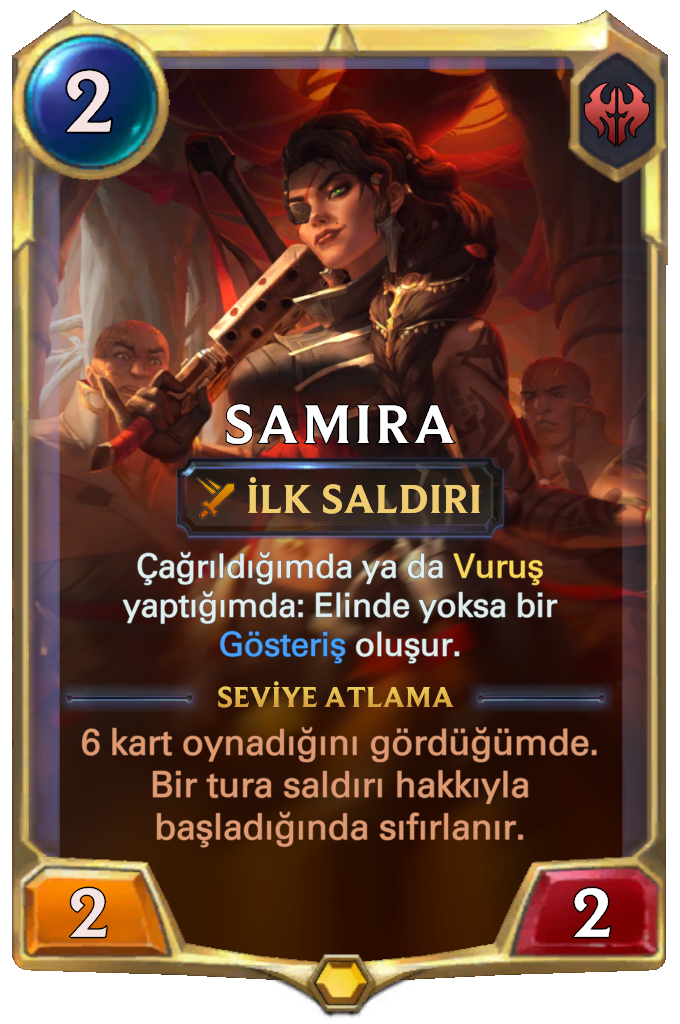 2
SAMIRA
İLK SALDIRI
Çağrıldığımda ya da Vuruş
yaptığımda: Elinde yoksa bir
Gösteriş oluşur.
SEVİYE ATLAMA
6 kart oynadığını gördüğümde.
Bir tura saldırı hakkıyla
başladığında sıfırlanır.
2 2